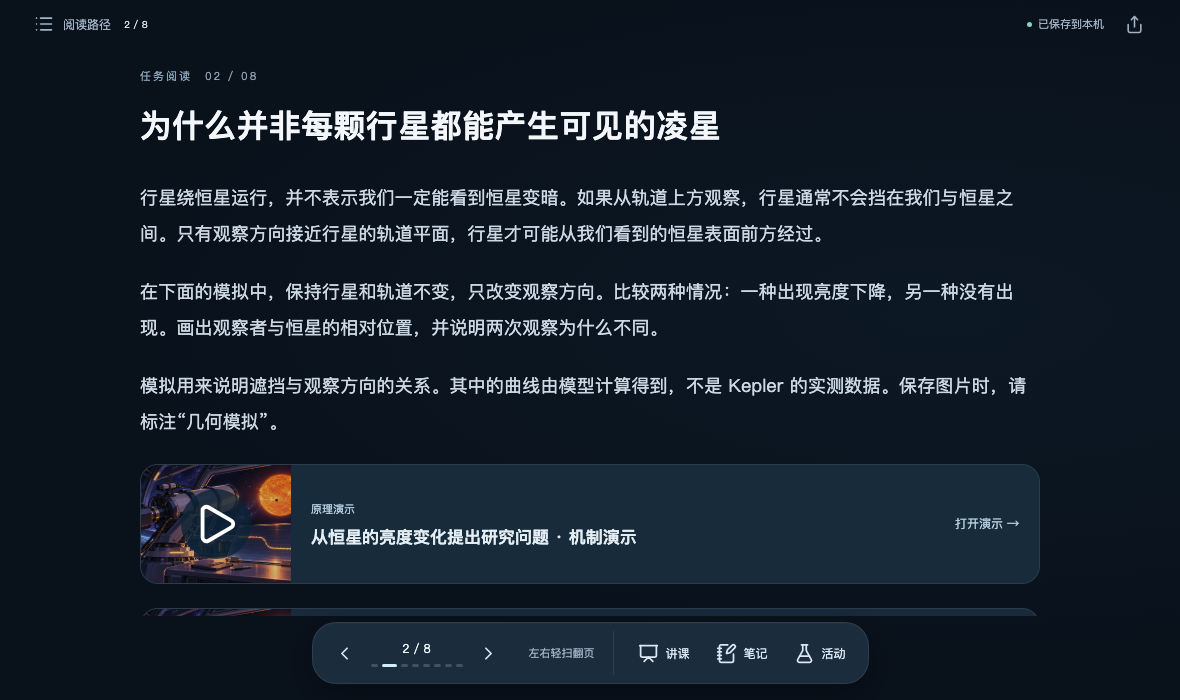 阅读路径 2 / 8
已保存到本机
任务阅读 02 / 08
为什么并非每颗行星都能产生可见的凌星
行星绕恒星运行，并不表示我们一定能看到恒星变暗。如果从轨道上方观察，行星通常不会挡在我们与恒星之
间。只有观察方向接近行星的轨道平面，行星才可能从我们看到的恒星表面前方经过。
在下面的模拟中，保持行星和轨道不变，只改变观察方向。比较两种情况：一种出现亮度下降，另一种没有出
现。画出观察者与恒星的相对位置，并说明两次观察为什么不同。
模拟用来说明遮挡与观察方向的关系。其中的曲线由模型计算得到，不是 Kepler 的实测数据。保存图片时，请
标注“几何模拟”。
原理演示
从恒星的亮度变化提出研究问题 · 机制演示
打开演示 →
2 / 8
左右轻扫翻页
讲课
笔记
活动